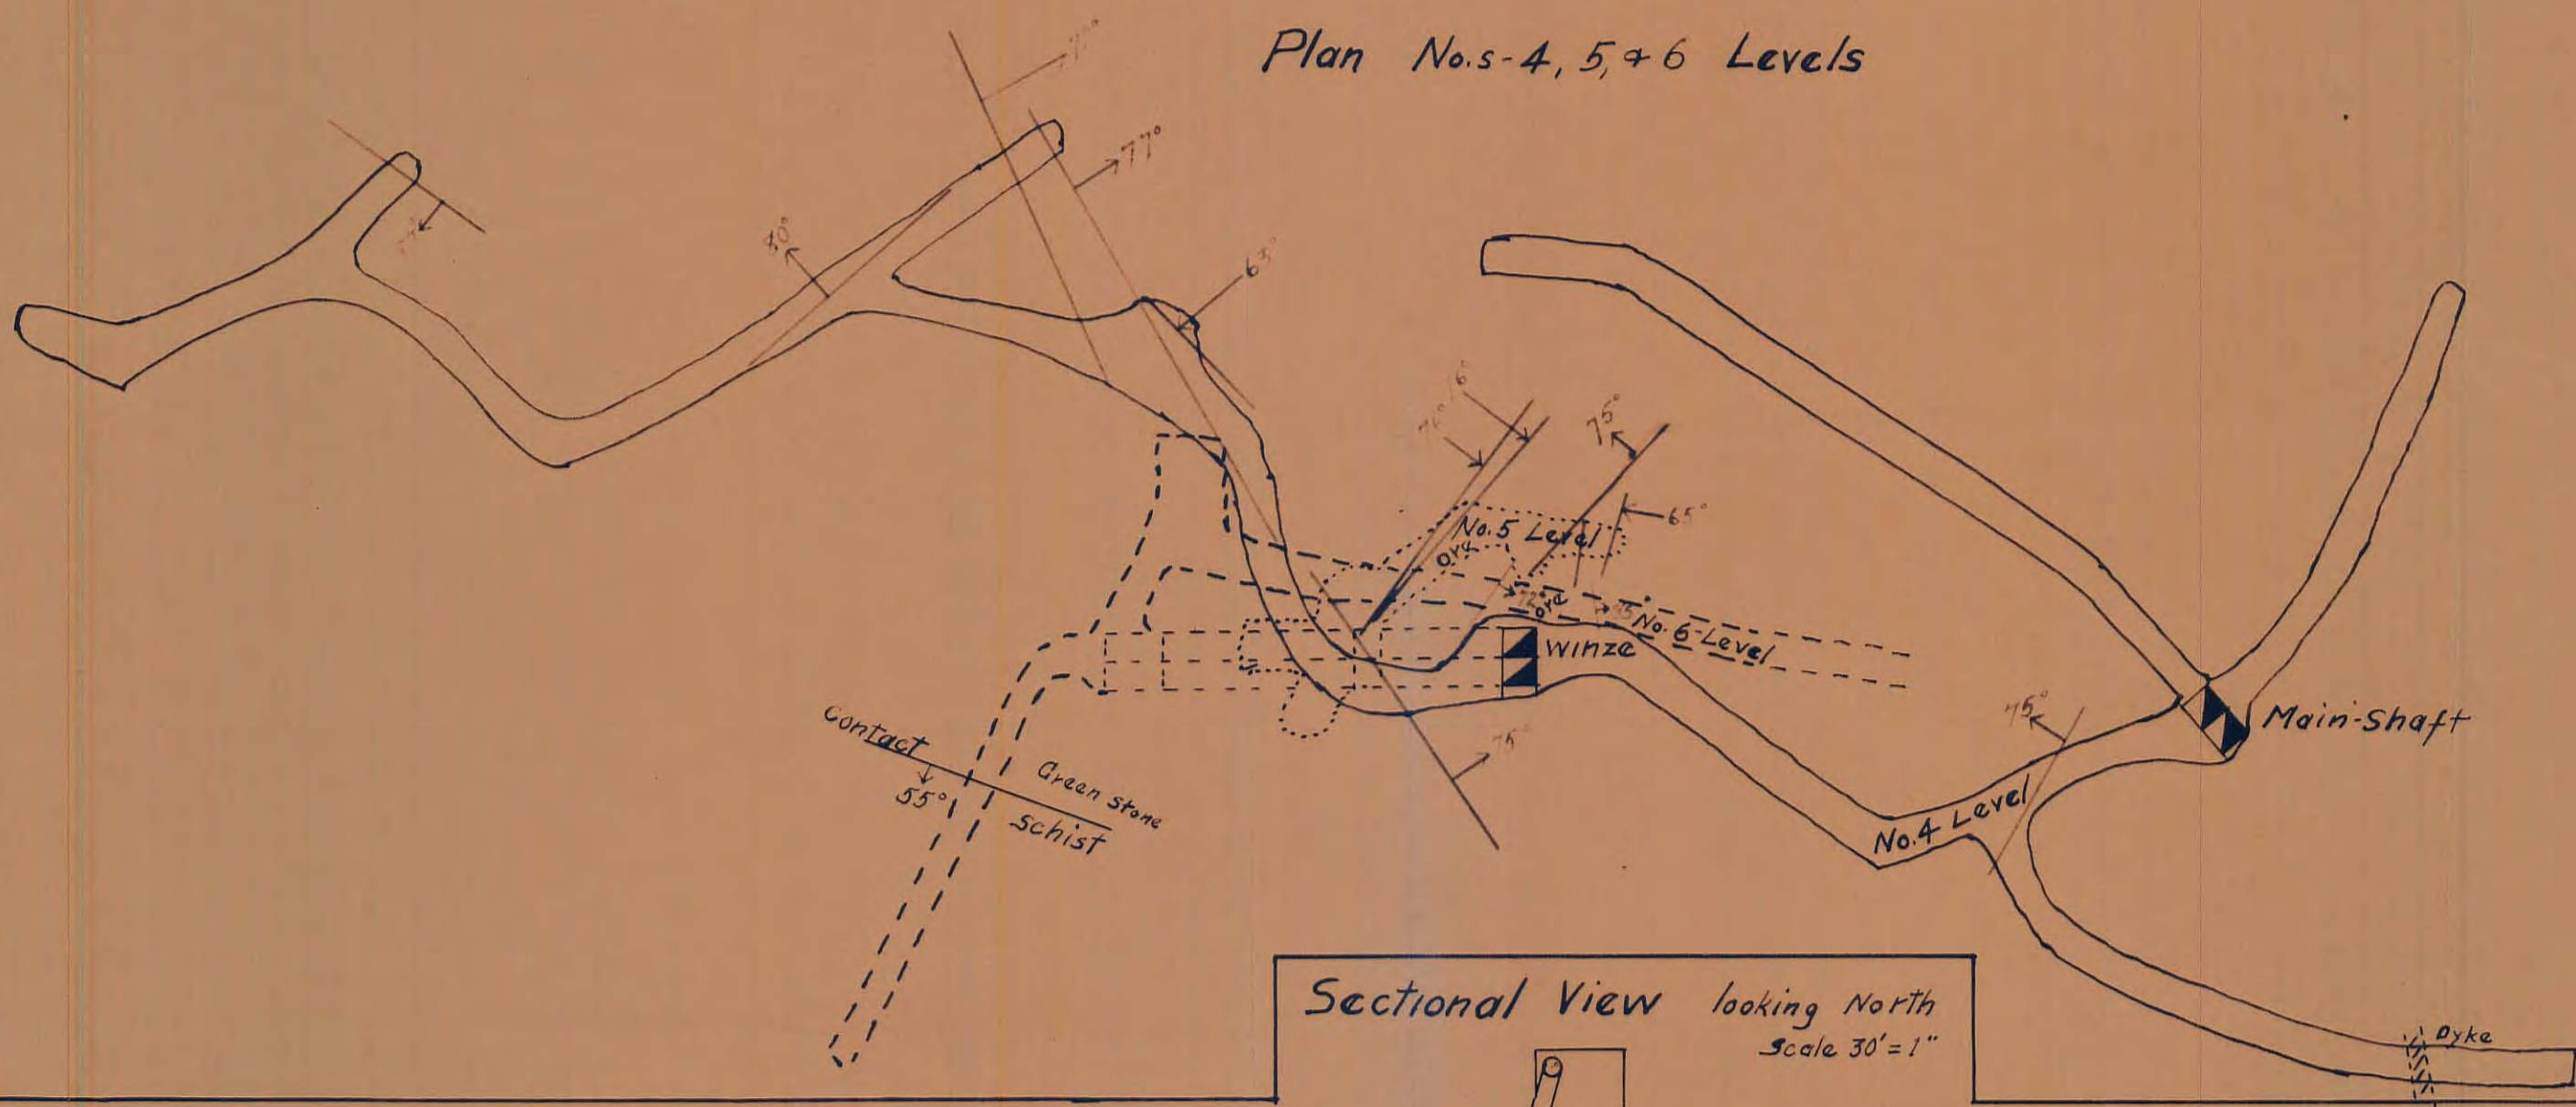 Plan No.s-4, 5, & 6 Levels
77°
80°
63°
75°
65°
No.5 Level
ore
72°
ore
75°
No. 6-Level
Winze
75°
Main-Shaft
75°
No.4 Level
Contact
55°
Green stone
Schist
Sectional View looking North
Scale 30'=1"
Dyke